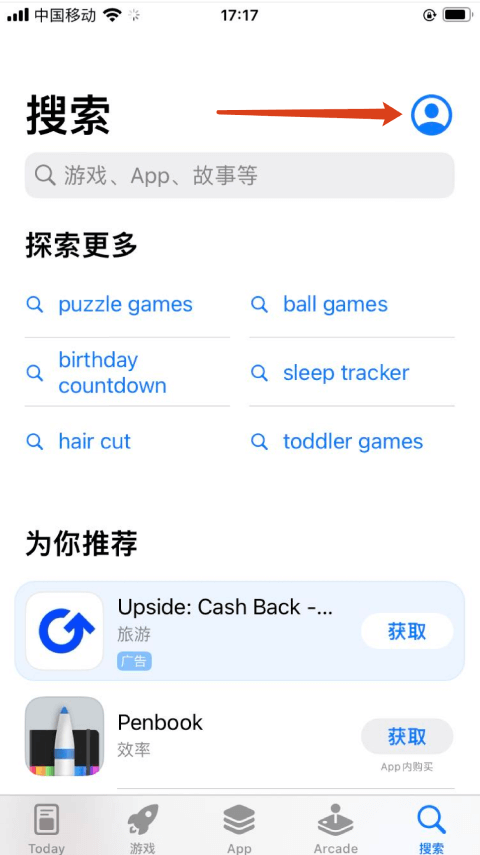 中国移动 17:17
搜索
游戏、App、故事等
探索更多
puzzle games
ball games
birthday
countdown
sleep tracker
hair cut
toddler games
为你推荐
Upside: Cash Back -...
旅游
广告
获取
Penbook
效率
获取
App内购买
Today
游戏
App
Arcade
搜索